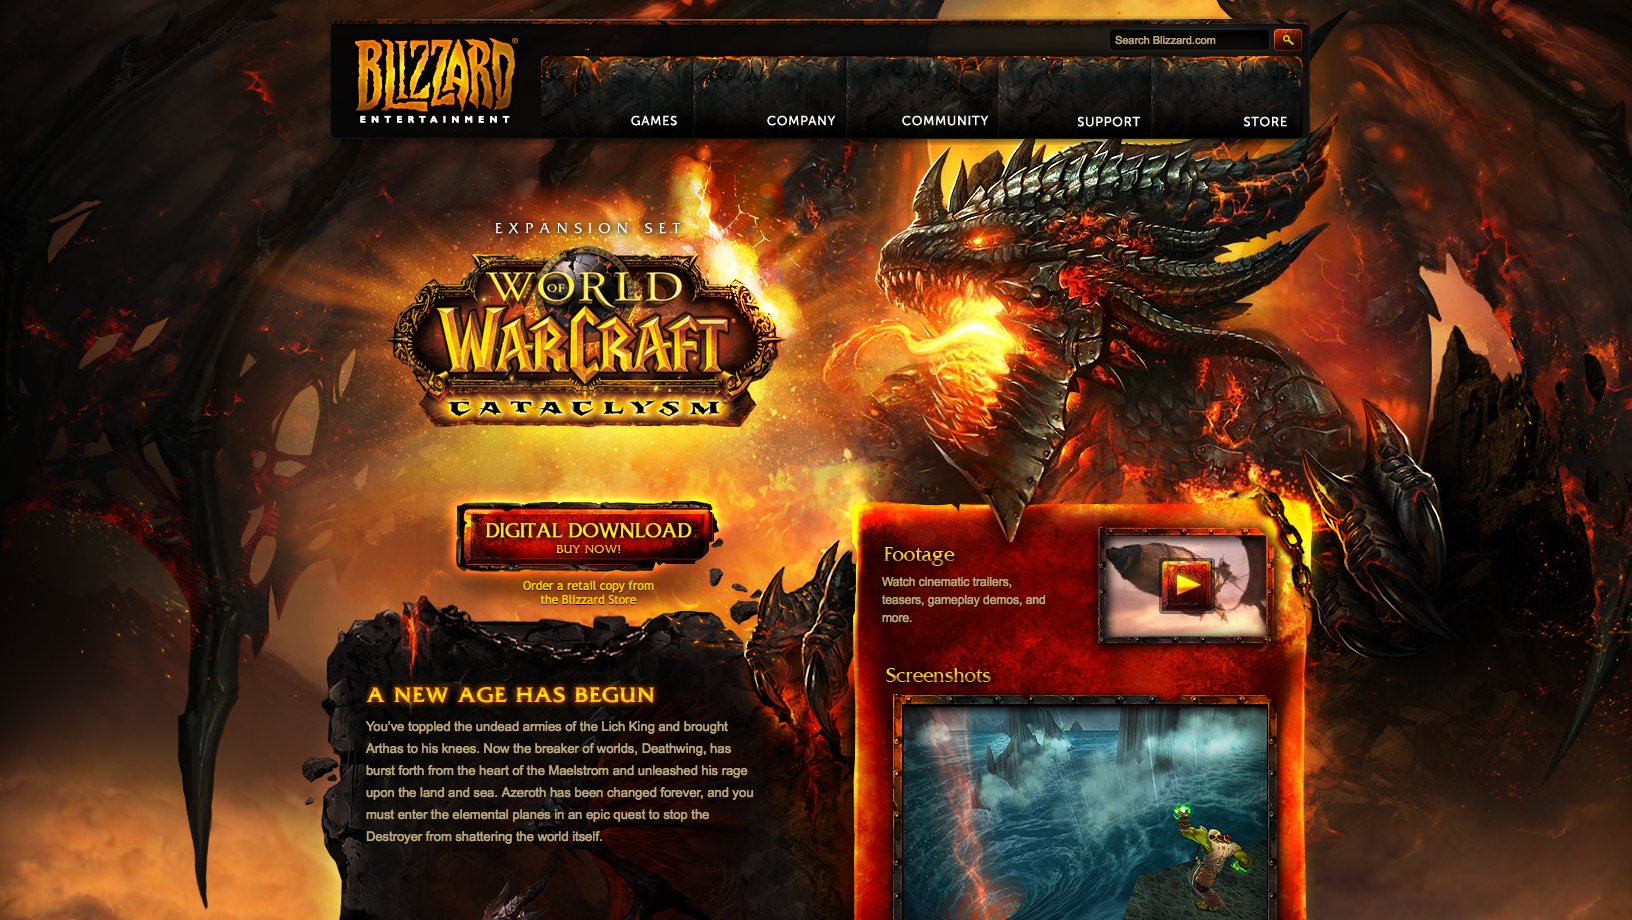 BLIZZARD®
ENTERTAINMENT
Search Blizzard.com
GAMES
COMPANY
COMMUNITY
SUPPORT
STORE
EXPANSION SET
WORLD
OF
WARCRAFT
CATACLYSM
DIGITAL DOWNLOAD
BUY NOW!
Order a retail copy from
the Blizzard Store
A NEW AGE HAS BEGUN
You've toppled the undead armies of the Lich King and brought
Arthas to his knees. Now the breaker of worlds, Deathwing, has
burst forth from the heart of the Maelstrom and unleashed his rage
upon the land and sea. Azeroth has been changed forever, and you
must enter the elemental planes in an epic quest to stop the
Destroyer from shattering the world itself.
Footage
Watch cinematic trailers,
teasers, gameplay demos, and
more.
Screenshots